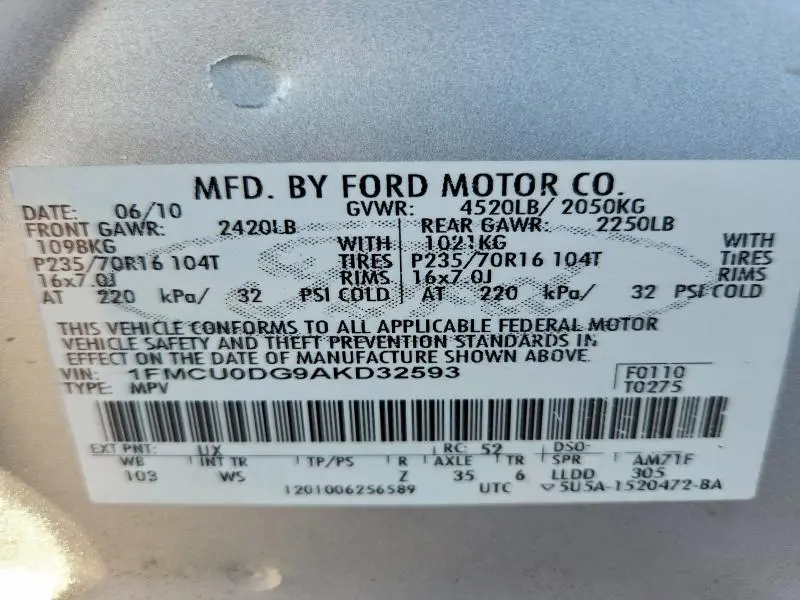 MFD. BY FORD MOTOR CO.
DATE: 06/10 GVWR: 4520LB/ 2050KG
FRONT GAWR: 2420LB REAR GAWR: 2250LB
1098KG WITH 1021KG WITH
P235/70R16 104T TIRES P235/70R16 104T TIRES
16x7.0J RIMS 16x7.0J RIMS
AT 220 kPa/ 32 PSI COLD AT 220 kPa/ 32 PSI COLD
THIS VEHICLE CONFORMS TO ALL APPLICABLE FEDERAL MOTOR
VEHICLE SAFETY AND THEFT PREVENTION STANDARDS IN
EFFECT ON THE DATE OF MANUFACTURE SHOWN ABOVE.
VIN: 1FMCU0DG9AKD32593 F0110
TYPE: MPV T0275
EXT PNT: UX RC: 52 DSO:
WB INT TR TP/PS R AXLE TR SPR AM71F
103 WS Z 35 6 LLDD 305
1201006256589 UTC ▽5U5A-1520472-BA